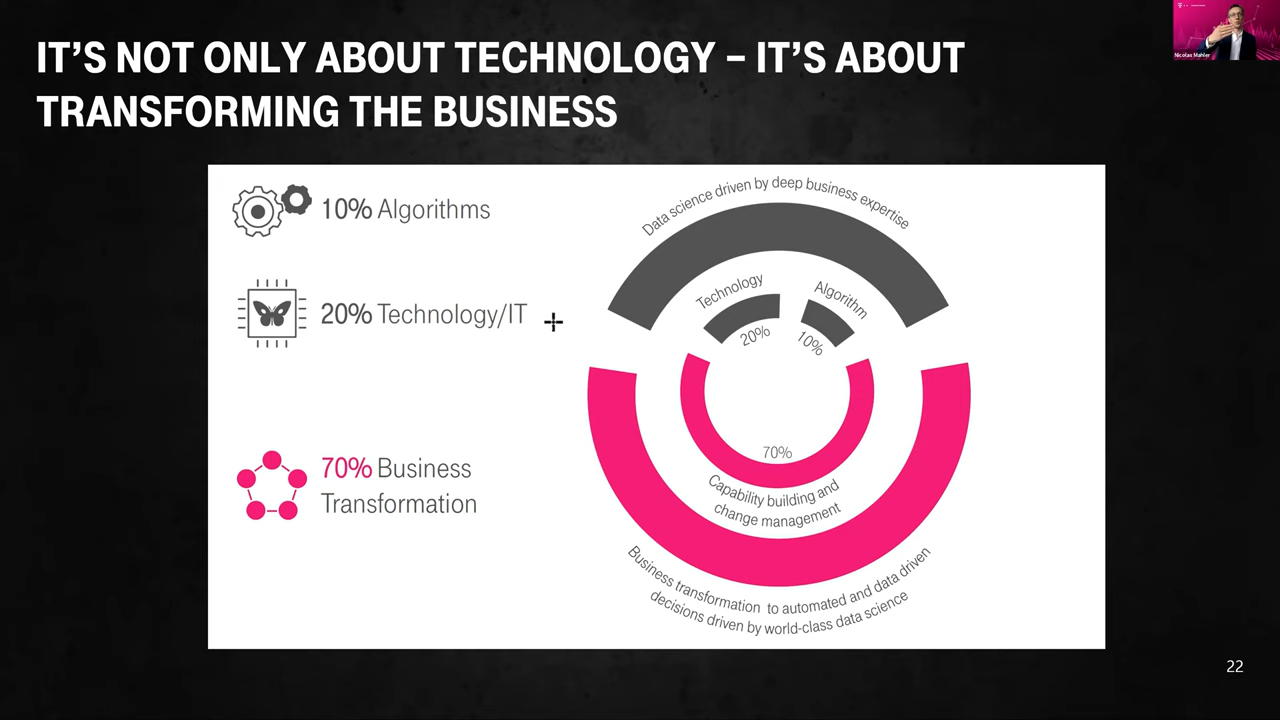 IT'S NOT ONLY ABOUT TECHNOLOGY – IT'S ABOUT
TRANSFORMING THE BUSINESS
Nicolas Mahler
10% Algorithms
20% Technology/IT
70% Business
Transformation
Data science driven by deep business expertise
Technology
20%
Algorithm
10%
70%
Capability building and
change management
Business transformation to automated and data driven
decisions driven by world-class data science
22